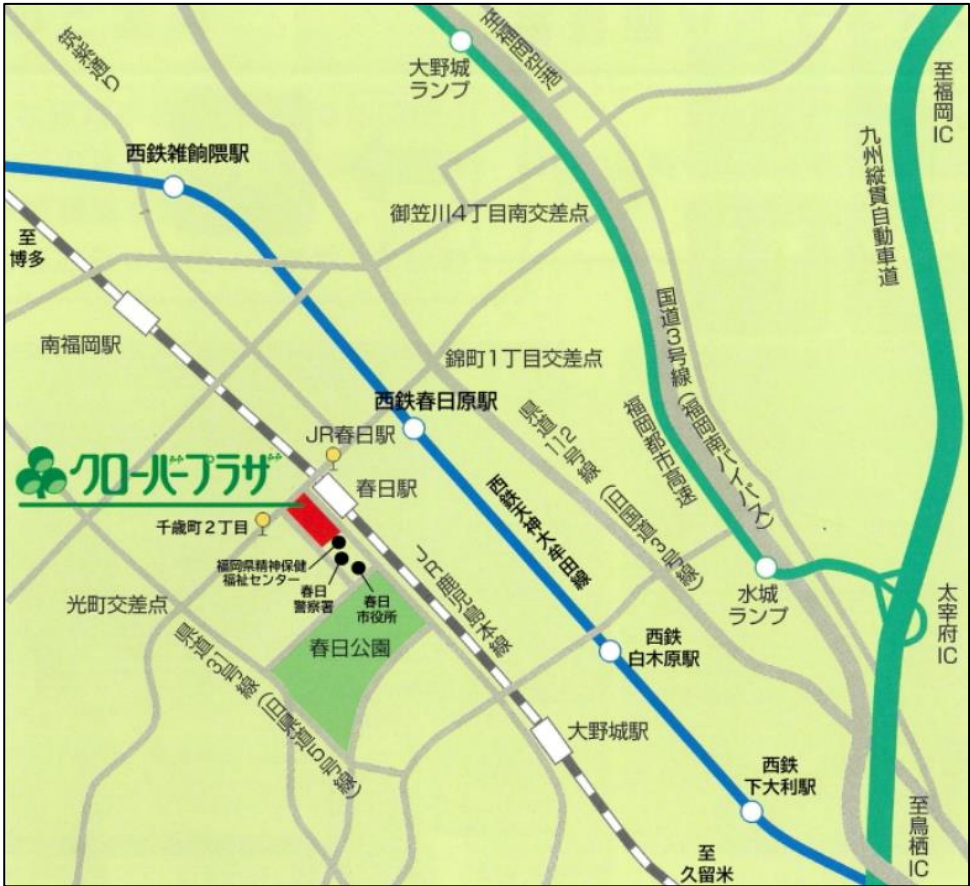 筑紫通り
大野城
ランプ
至福岡空港
至福岡IC
九州縦貫自動車道
西鉄雑餉隈駅
御笠川4丁目南交差点
至
博多
南福岡駅
国道3号線(福岡南バイパス)
錦町1丁目交差点
西鉄春日原駅
JR春日駅
県道112号線(旧国道3号線)
福岡都市高速
クローバープラザ
春日駅
千歳町2丁目
西鉄天神大牟田線
福岡県精神保健
福祉センター
春日
警察署
春日
市役所
JR鹿児島本線
水城
ランプ
太宰府IC
光町交差点
春日公園
県道31号線(旧県道5号線)
西鉄
白木原駅
大野城駅
西鉄
下大利駅
至鳥栖IC
至
久留米